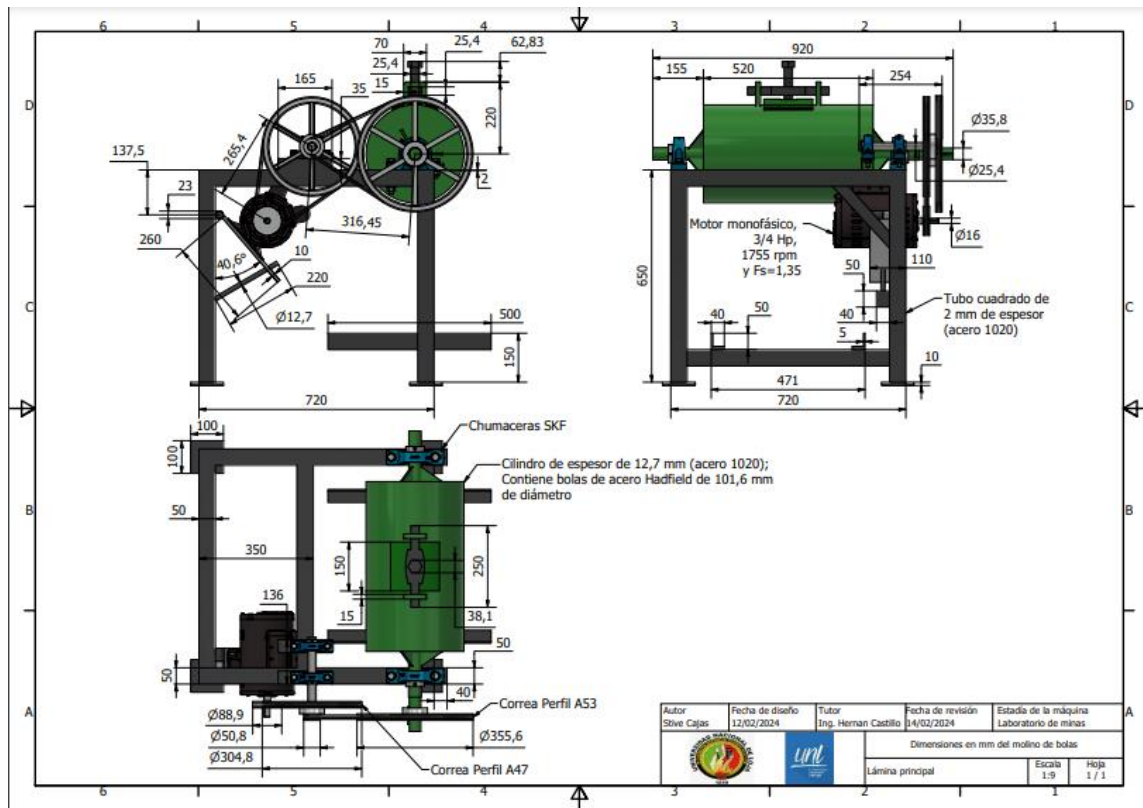 6
5
4
3
2
1
D
D
C
C
B
B
A
A
6
5
4
3
2
1
70
25,4
62,83
25,4
15
165
35
220
265,4
137,5
23
2
316,45
260
40,6°
10
220
Ø12,7
500
150
720
920
155
520
254
Ø35,8
Ø25,4
Motor monofásico,
3/4 Hp,
1755 rpm
y Fs=1,35
Ø16
50
110
650
40
50
40
5
Tubo cuadrado de
2 mm de espesor
(acero 1020)
10
471
720
100
100
Chumaceras SKF
Cilindro de espesor de 12,7 mm (acero 1020);
Contiene bolas de acero Hadfield de 101,6 mm
de diámetro
50
350
150
250
136
15
38,1
50
50
40
Correa Perfil A53
Ø88,9
Ø50,8
Ø355,6
Ø304,8
Correa Perfil A47
Autor
Stive Cajas
Fecha de diseño
12/02/2024
Tutor
Ing. Hernan Castillo
Fecha de revisión
14/02/2024
Estadía de la máquina
Laboratorio de minas
unl
Dimensiones en mm del molino de bolas
Lámina principal
Escala
1:9
Hoja
1 / 1